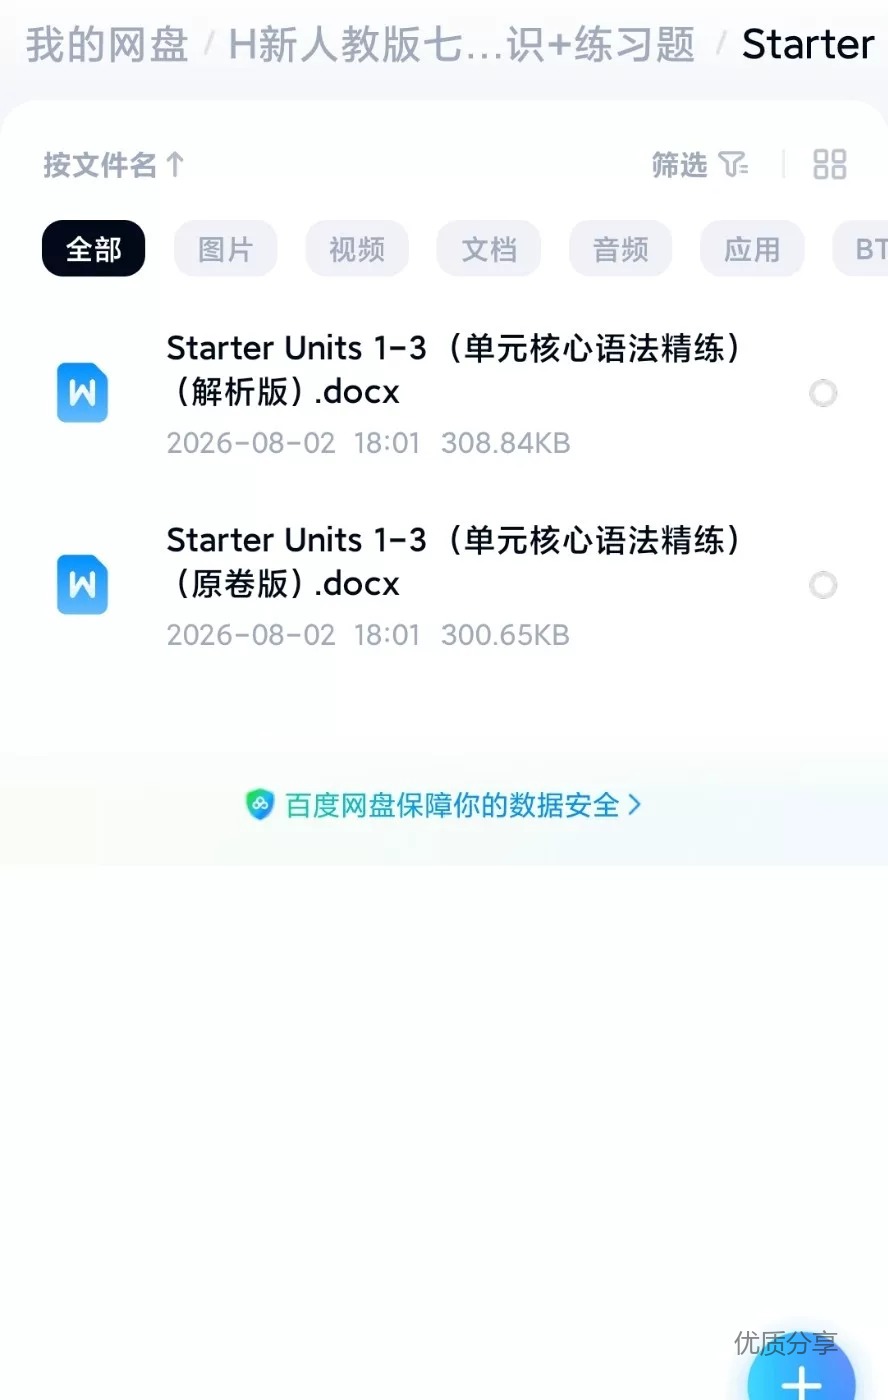 我的网盘 / H新人教版七...识+练习题 / Starter
按文件名↑
筛选
全部 图片 视频 文档 音频 应用 BT
Starter Units 1-3（单元核心语法精练）
（解析版）.docx
2026-08-02 18:01 308.84KB
Starter Units 1-3（单元核心语法精练）
（原卷版）.docx
2026-08-02 18:01 300.65KB
百度网盘保障你的数据安全 >
优质分享